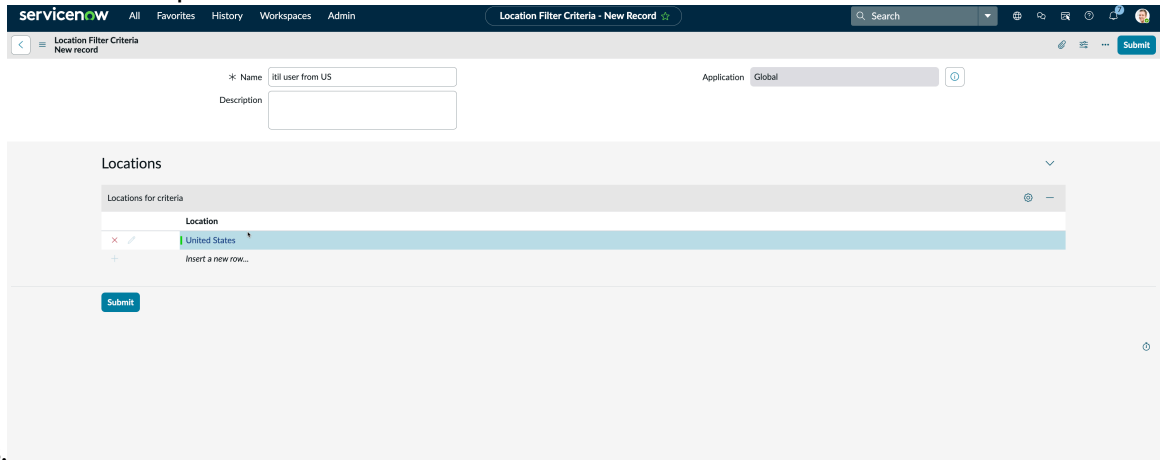 servicenow All Favorites History Workspaces Admin Location Filter Criteria - New Record Search 7
Location Filter Criteria
New record
Submit
Name itil user from US Application Global
Description
Locations
Locations for criteria
Location
United States
Insert a new row...
Submit